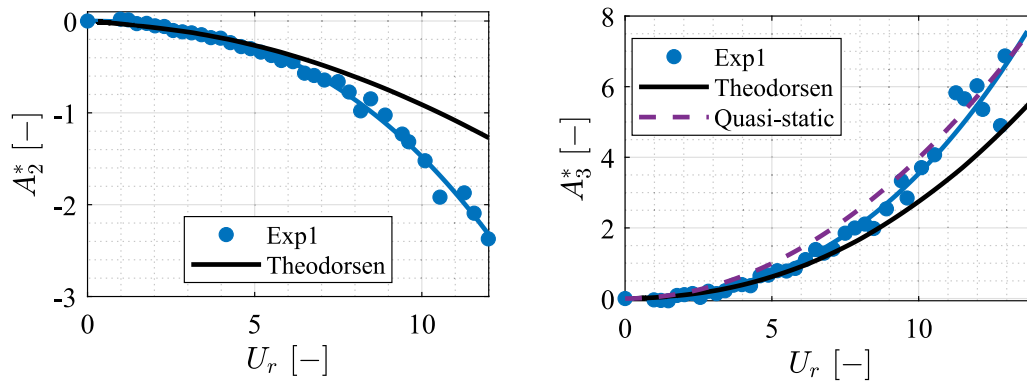 0
-1
-2
-3
A₂* [−]
Exp1
Theodorsen
0
5
10
Uᵣ [−]
8
6
4
2
0
A₃* [−]
Exp1
Theodorsen
Quasi-static
0
5
10
Uᵣ [−]